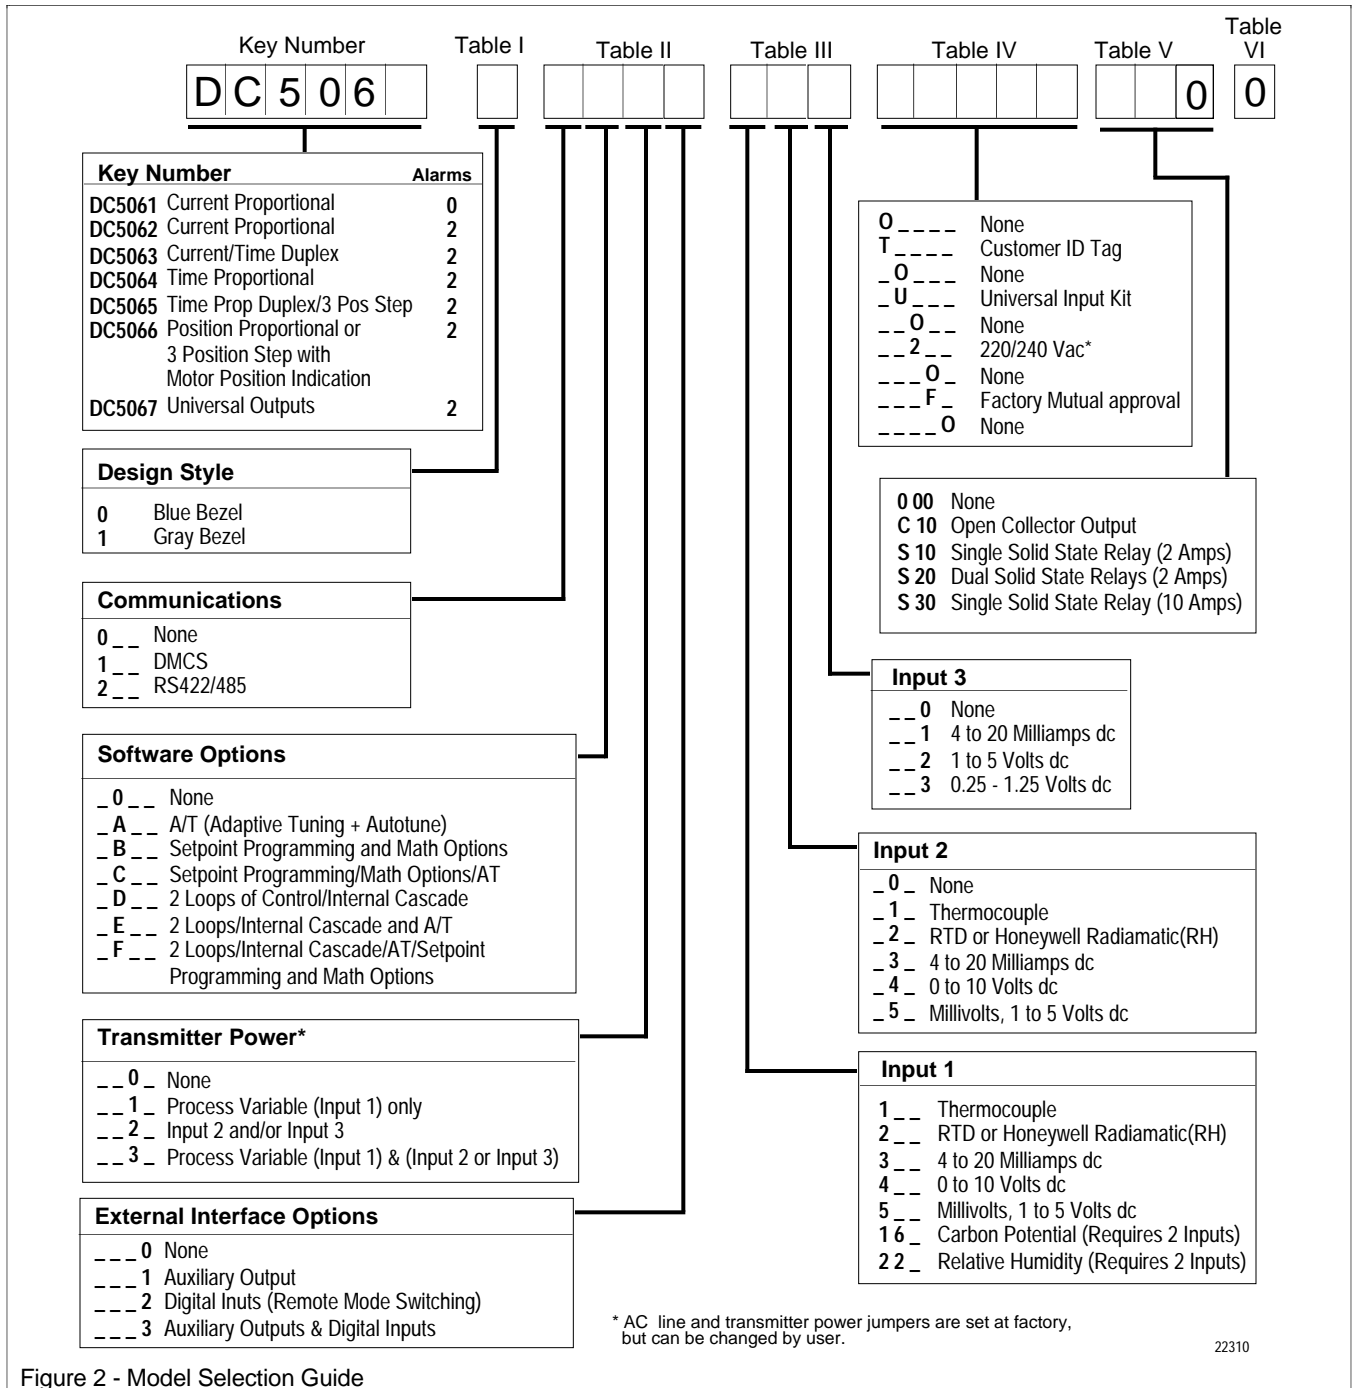 Key Number Table I Table II Table III Table IV Table V Table VI
D C 5 0 6 0 0
Key Number Alarms
DC5061 Current Proportional 0
DC5062 Current Proportional 2
DC5063 Current/Time Duplex 2
DC5064 Time Proportional 2
DC5065 Time Prop Duplex/3 Pos Step 2
DC5066 Position Proportional or 2
3 Position Step with
Motor Position Indication
DC5067 Universal Outputs 2
Design Style
0 Blue Bezel
1 Gray Bezel
Communications
0 _ _ None
1 _ _ DMCS
2 _ _ RS422/485
Software Options
_ 0 _ _ None
_ A _ _ A/T (Adaptive Tuning + Autotune)
_ B _ _ Setpoint Programming and Math Options
_ C _ _ Setpoint Programming/Math Options/AT
_ D _ _ 2 Loops of Control/Internal Cascade
_ E _ _ 2 Loops/Internal Cascade and A/T
_ F _ _ 2 Loops/Internal Cascade/AT/Setpoint
Programming and Math Options
Transmitter Power*
_ _ 0 _ None
_ _ 1 _ Process Variable (Input 1) only
_ _ 2 _ Input 2 and/or Input 3
_ _ 3 _ Process Variable (Input 1) & (Input 2 or Input 3)
External Interface Options
_ _ _ 0 None
_ _ _ 1 Auxiliary Output
_ _ _ 2 Digital Inuts (Remote Mode Switching)
_ _ _ 3 Auxiliary Outputs & Digital Inputs
O _ _ _ _ None
T _ _ _ _ Customer ID Tag
_ O _ _ _ None
_ U _ _ _ Universal Input Kit
_ _ O _ _ None
_ _ 2 _ _ 220/240 Vac*
_ _ _ O _ None
_ _ _ F _ Factory Mutual approval
_ _ _ _ O None
0 00 None
C 10 Open Collector Output
S 10 Single Solid State Relay (2 Amps)
S 20 Dual Solid State Relays (2 Amps)
S 30 Single Solid State Relay (10 Amps)
Input 3
_ _ 0 None
_ _ 1 4 to 20 Milliamps dc
_ _ 2 1 to 5 Volts dc
_ _ 3 0.25 - 1.25 Volts dc
Input 2
_ 0 _ None
_ 1 _ Thermocouple
_ 2 _ RTD or Honeywell Radiamatic(RH)
_ 3 _ 4 to 20 Milliamps dc
_ 4 _ 0 to 10 Volts dc
_ 5 _ Millivolts, 1 to 5 Volts dc
Input 1
1 _ _ Thermocouple
2 _ _ RTD or Honeywell Radiamatic(RH)
3 _ _ 4 to 20 Milliamps dc
4 _ _ 0 to 10 Volts dc
5 _ _ Millivolts, 1 to 5 Volts dc
1 6 _ Carbon Potential (Requires 2 Inputs)
2 2 _ Relative Humidity (Requires 2 Inputs)
* AC line and transmitter power jumpers are set at factory,
but can be changed by user.
22310
Figure 2 - Model Selection Guide